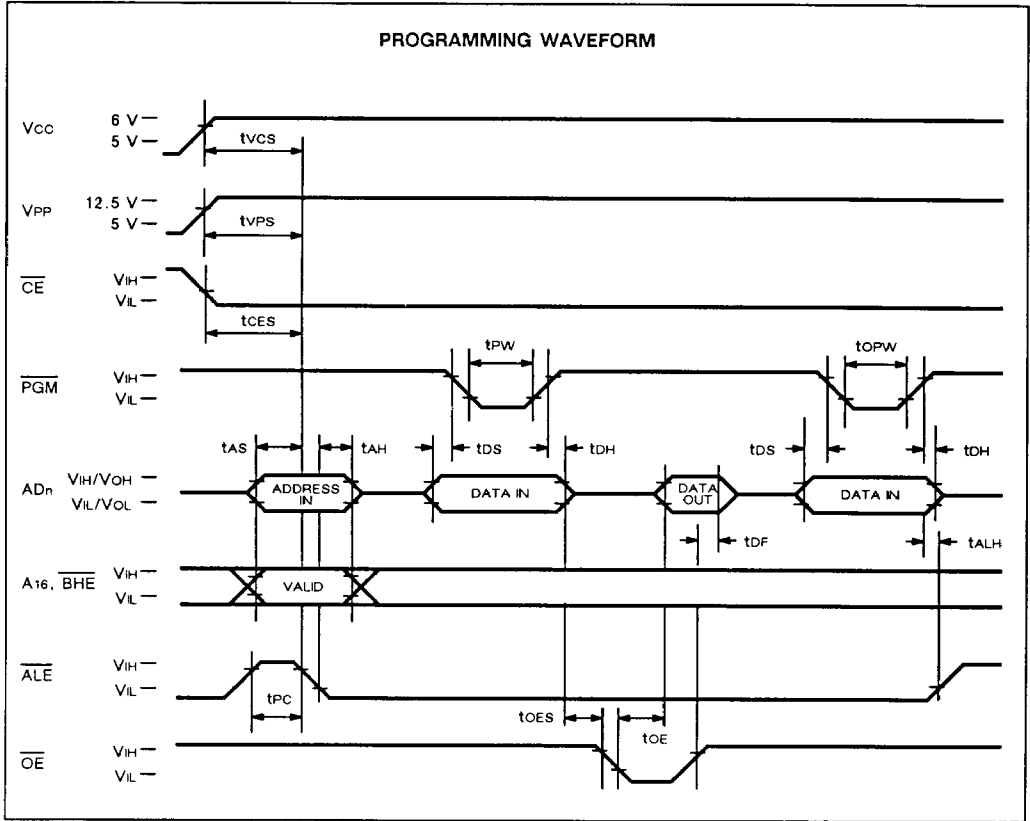 PROGRAMMING WAVEFORM
VCC
6 V
5 V
tVCS
VPP
12.5 V
5 V
tVPS
CE
VIH
VIL
tCES
PGM
VIH
VIL
tPW
tOPW
tAS
tAH
tDS
tDH
tDS
tDH
ADn
VIH/VOH
VIL/VOL
ADDRESS
IN
DATA IN
DATA
OUT
DATA IN
tDF
tALH
A16, BHE
VIH
VIL
VALID
ALE
VIH
VIL
tPC
tOES
tOE
OE
VIH
VIL